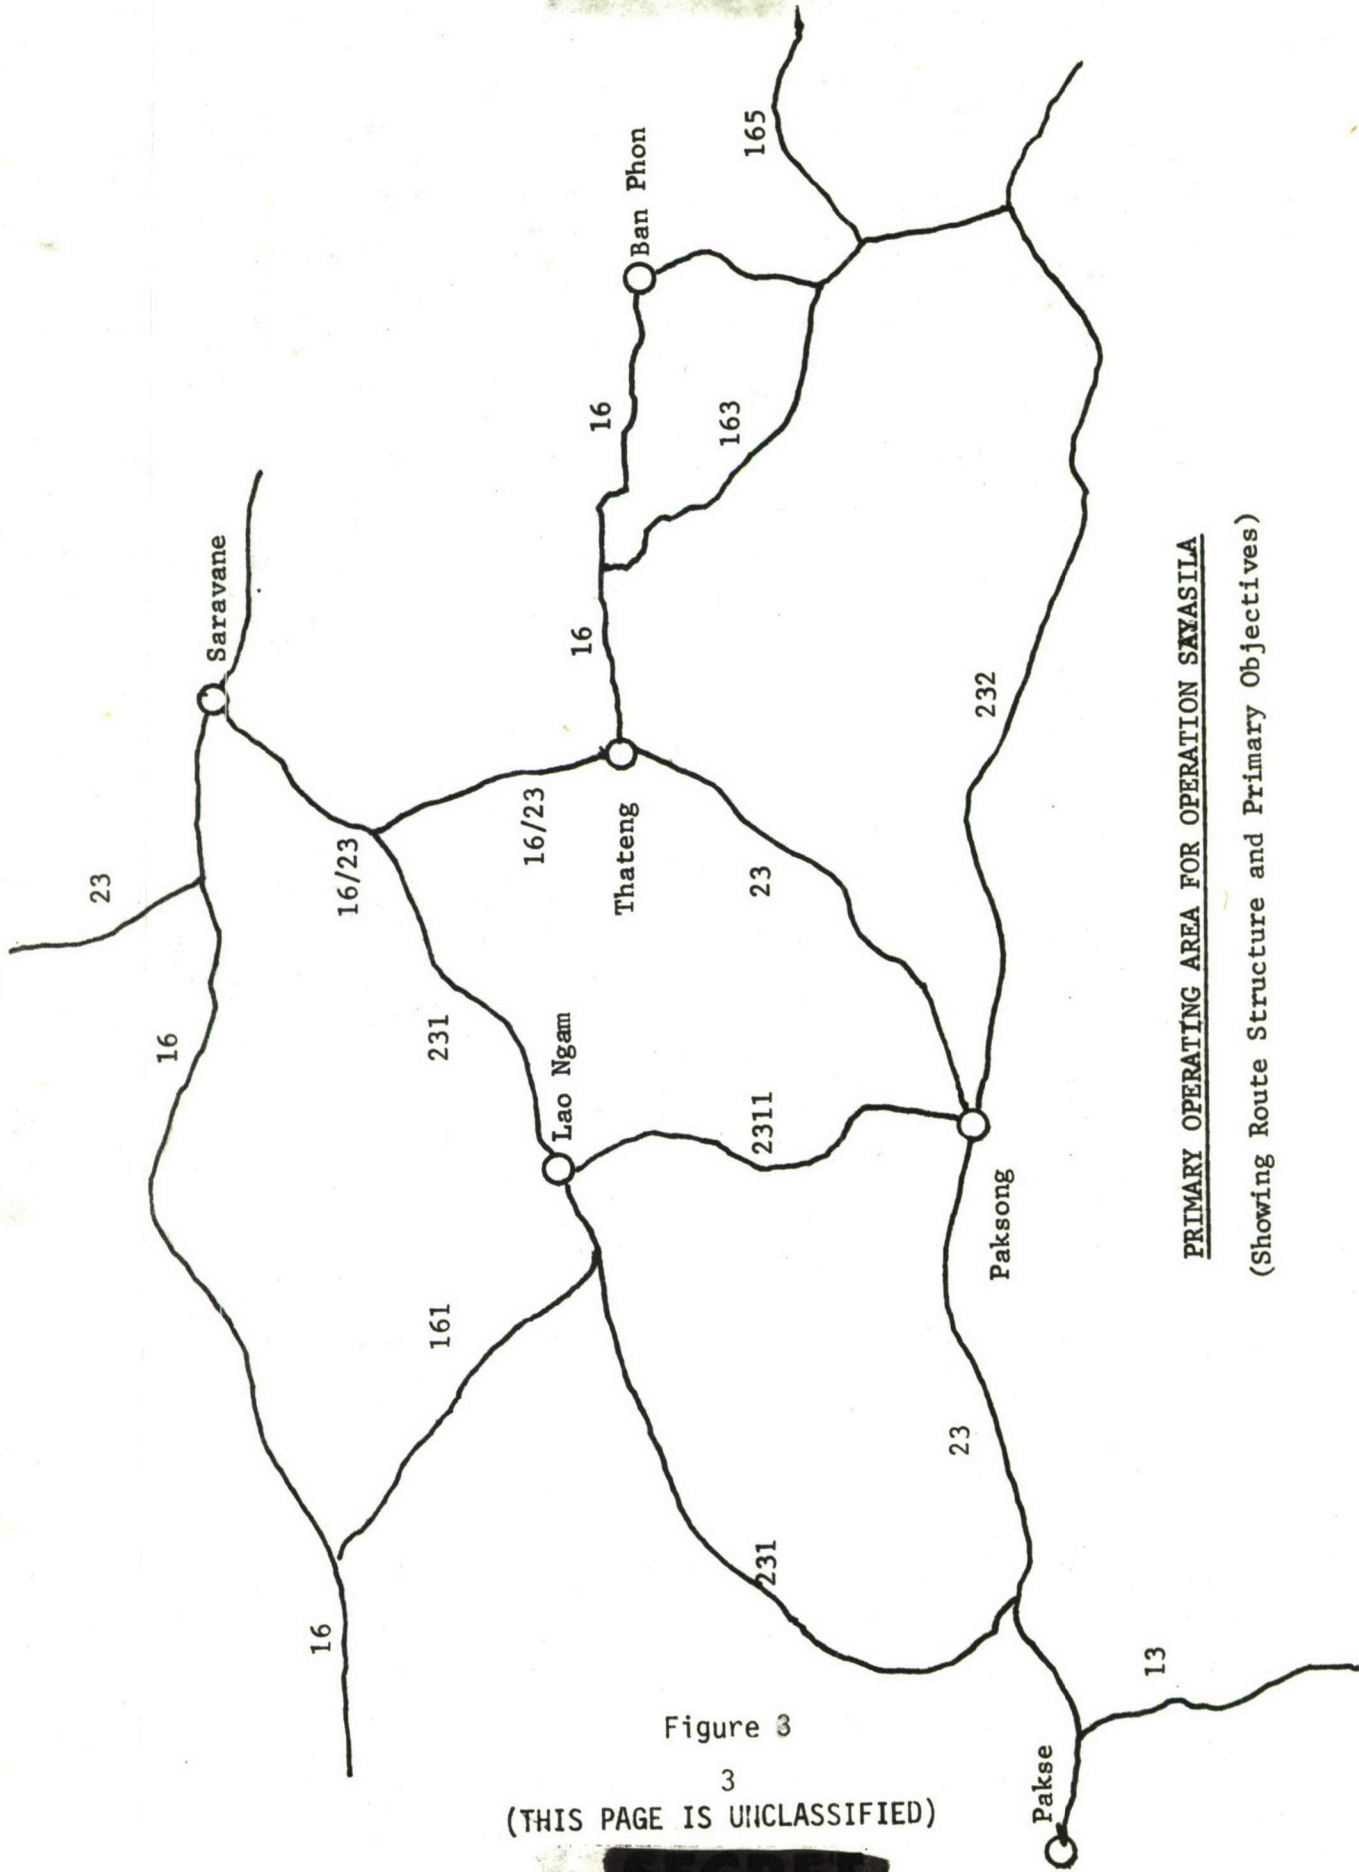 23
Saravane
16
16/23
231
16/23
Lao Ngam
Thateng
161
16
16
163
Ban Phon
165
2311
23
232
231
16
23
Paksong
13
Pakse
PRIMARY OPERATING AREA FOR OPERATION SAYASILA
(Showing Route Structure and Primary Objectives)
Figure 3
3
(THIS PAGE IS UNCLASSIFIED)